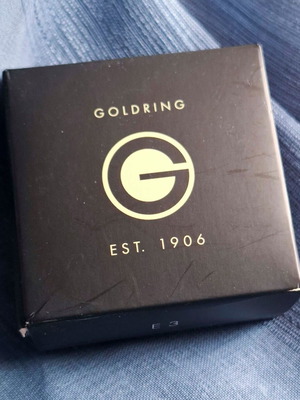 GOLDRING
G
EST. 1906
E3